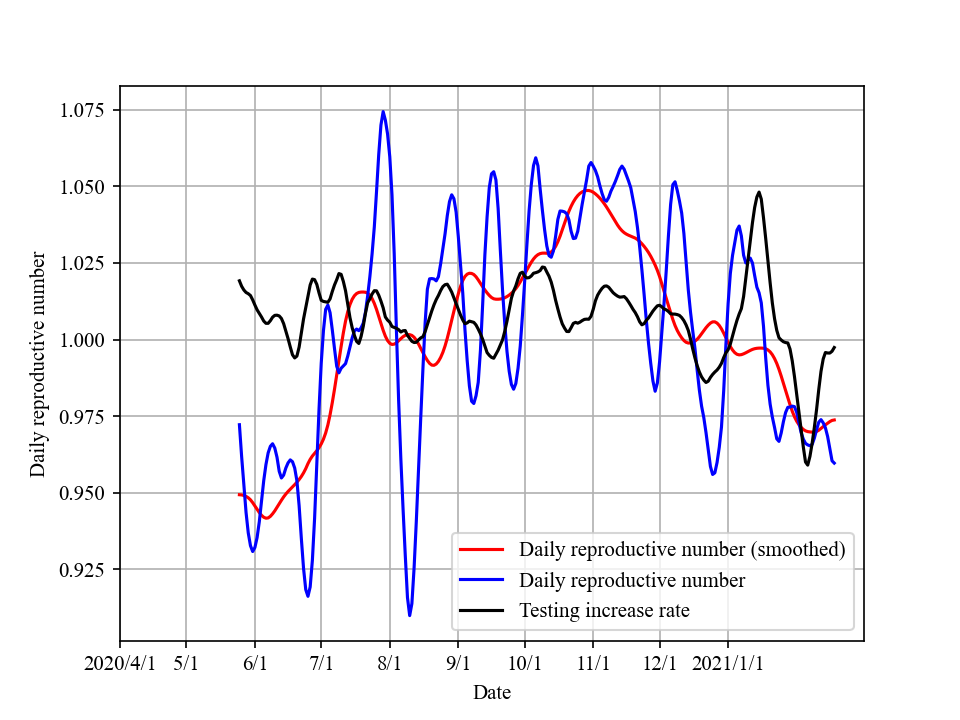 1.075
1.050
1.025
1.000
0.975
0.950
0.925
Daily reproductive number
Daily reproductive number (smoothed)
Daily reproductive number
Testing increase rate
2020/4/1 5/1 6/1 7/1 8/1 9/1 10/1 11/1 12/1 2021/1/1
Date